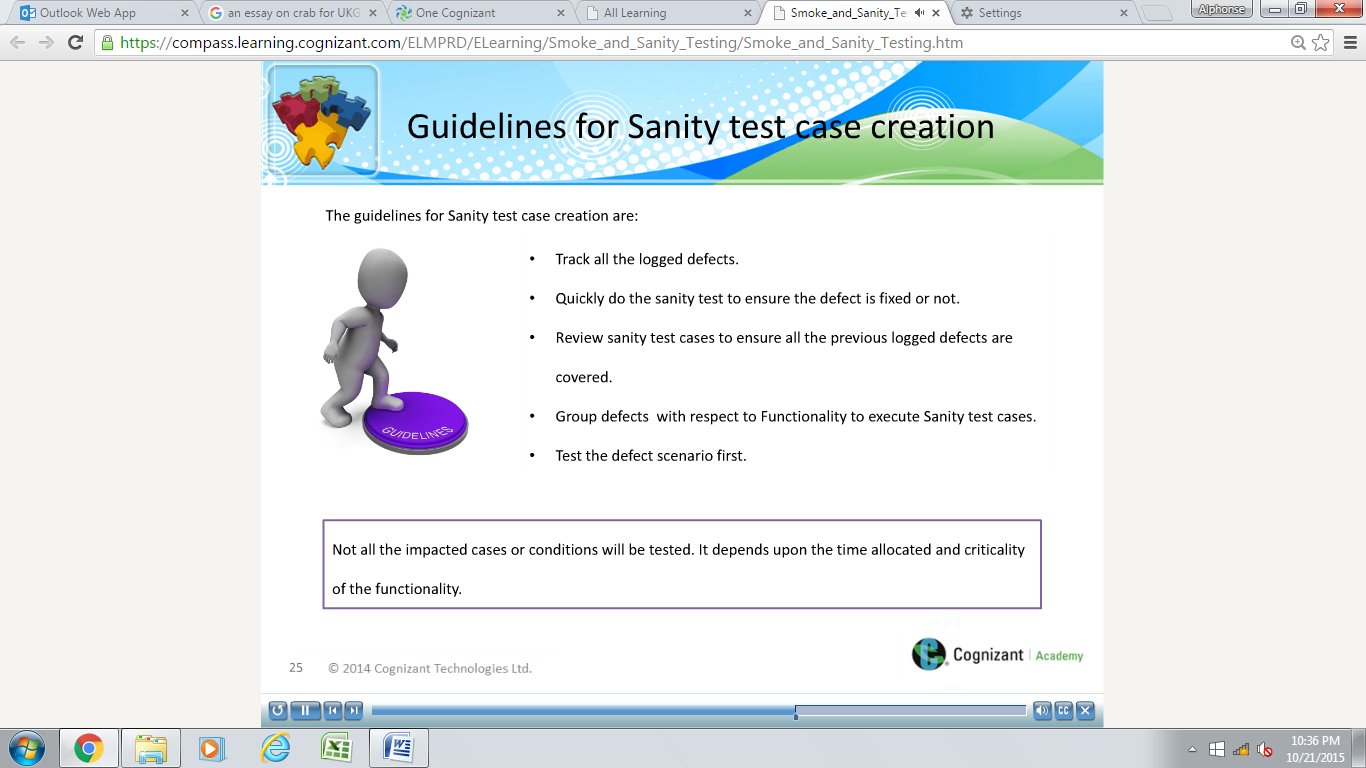 Outlook Web App
an essay on crab for UKG
One Cognizant
All Learning
Smoke_and_Sanity_Te
Settings
Alphonse
https://compass.learning.cognizant.com/ELMPRD/ELearning/Smoke_and_Sanity_Testing/Smoke_and_Sanity_Testing.htm
Guidelines for Sanity test case creation
The guidelines for Sanity test case creation are:
• Track all the logged defects.
• Quickly do the sanity test to ensure the defect is fixed or not.
• Review sanity test cases to ensure all the previous logged defects are
covered.
• Group defects  with respect to Functionality to execute Sanity test cases.
• Test the defect scenario first.
GUIDELINES
Not all the impacted cases or conditions will be tested. It depends upon the time allocated and criticality
of the functionality.
25 © 2014 Cognizant Technologies Ltd.
Cognizant | Academy
CC
10:36 PM
10/21/2015